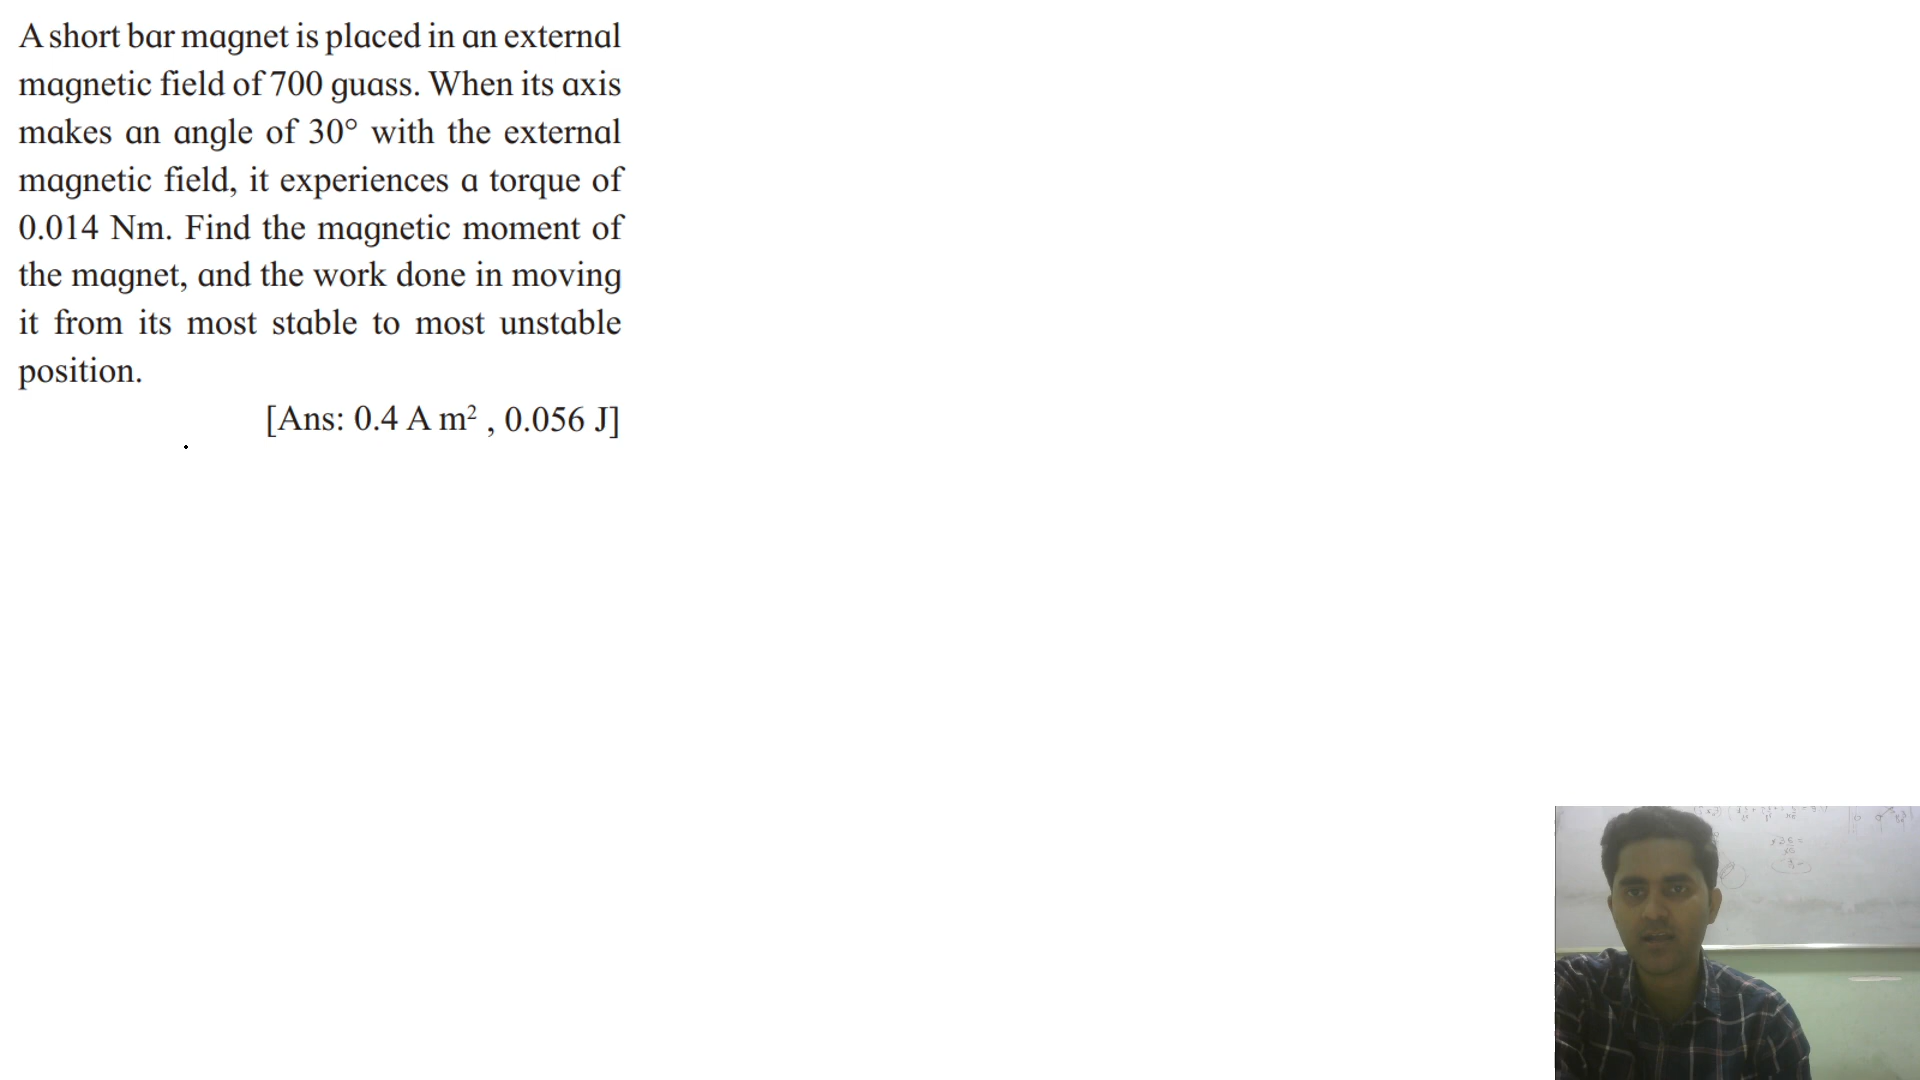 A short bar magnet is placed in an external
magnetic field of 700 guass. When its axis
makes an angle of 30° with the external
magnetic field, it experiences a torque of
0.014 Nm. Find the magnetic moment of
the magnet, and the work done in moving
it from its most stable to most unstable
position.
[Ans: 0.4 A m² , 0.056 J]